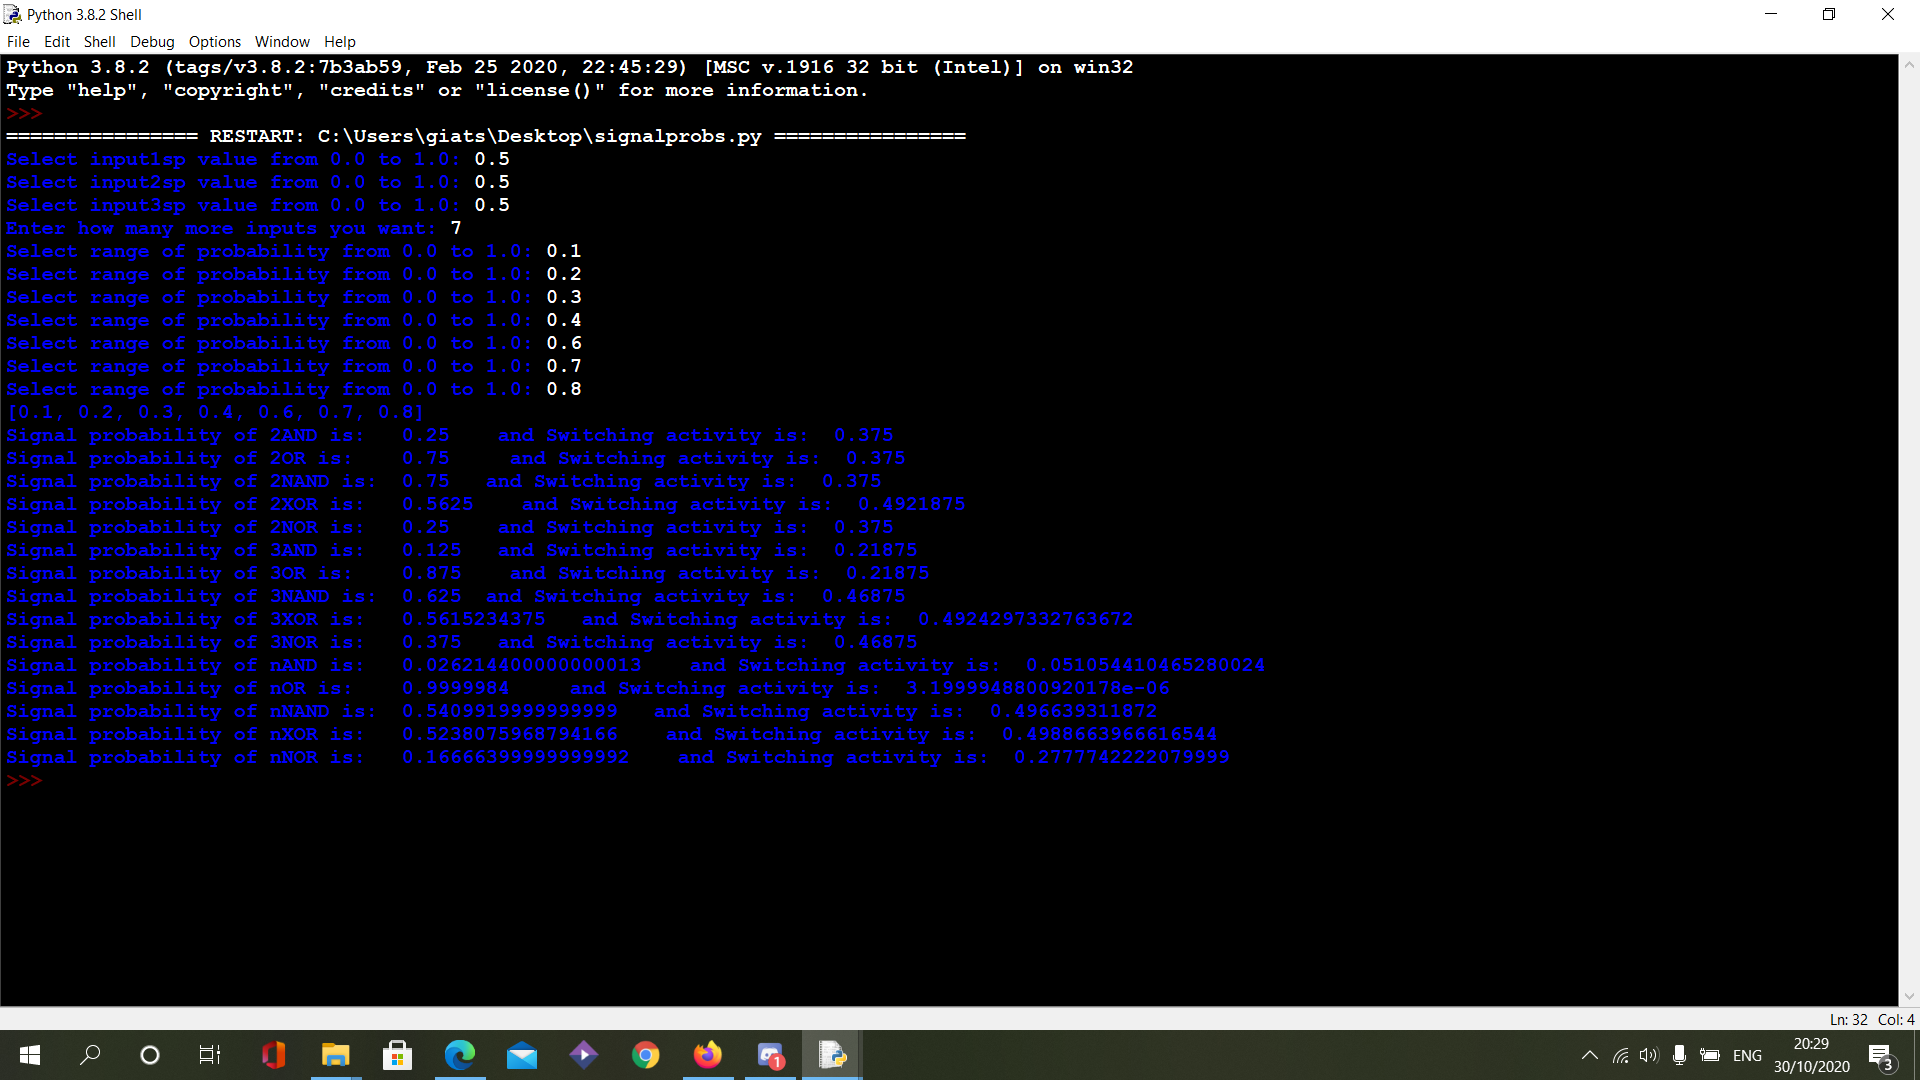 Python 3.8.2 Shell
File Edit Shell Debug Options Window Help
Python 3.8.2 (tags/v3.8.2:7b3ab59, Feb 25 2020, 22:45:29) [MSC v.1916 32 bit (Intel)] on win32
Type "help", "copyright", "credits" or "license()" for more information.
>>>
================ RESTART: C:\Users\giats\Desktop\signalprobs.py ================
Select input1sp value from 0.0 to 1.0: 0.5
Select input2sp value from 0.0 to 1.0: 0.5
Select input3sp value from 0.0 to 1.0: 0.5
Enter how many more inputs you want: 7
Select range of probability from 0.0 to 1.0: 0.1
Select range of probability from 0.0 to 1.0: 0.2
Select range of probability from 0.0 to 1.0: 0.3
Select range of probability from 0.0 to 1.0: 0.4
Select range of probability from 0.0 to 1.0: 0.6
Select range of probability from 0.0 to 1.0: 0.7
Select range of probability from 0.0 to 1.0: 0.8
[0.1, 0.2, 0.3, 0.4, 0.6, 0.7, 0.8]
Signal probability of 2AND is: 0.25 and Switching activity is: 0.375
Signal probability of 2OR is: 0.75 and Switching activity is: 0.375
Signal probability of 2NAND is: 0.75 and Switching activity is: 0.375
Signal probability of 2XOR is: 0.5625 and Switching activity is: 0.4921875
Signal probability of 2NOR is: 0.25 and Switching activity is: 0.375
Signal probability of 3AND is: 0.125 and Switching activity is: 0.21875
Signal probability of 3OR is: 0.875 and Switching activity is: 0.21875
Signal probability of 3NAND is: 0.625 and Switching activity is: 0.46875
Signal probability of 3XOR is: 0.5615234375 and Switching activity is: 0.4924297332763672
Signal probability of 3NOR is: 0.375 and Switching activity is: 0.46875
Signal probability of nAND is: 0.026214400000000013 and Switching activity is: 0.051054410465280024
Signal probability of nOR is: 0.9999984 and Switching activity is: 3.1999948800920178e-06
Signal probability of nNAND is: 0.5409919999999999 and Switching activity is: 0.496639311872
Signal probability of nXOR is: 0.5238075968794166 and Switching activity is: 0.4988663966616544
Signal probability of nNOR is: 0.16666399999999992 and Switching activity is: 0.2777742222079999
>>>
Ln: 32 Col: 4
1
ENG
20:29
30/10/2020
3